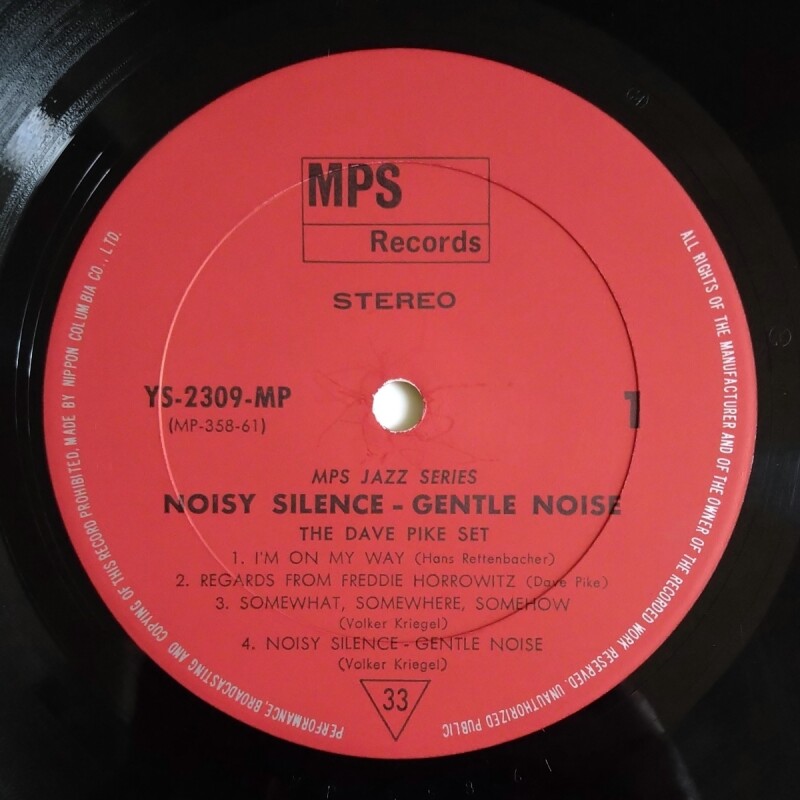 MPS
Records
STEREO
YS-2309-MP
(MP-358-61)
1
MPS JAZZ SERIES
NOISY SILENCE - GENTLE NOISE
THE DAVE PIKE SET
1. I'M ON MY WAY (Hans Rettenbacher)
2. REGARDS FROM FREDDIE HORROWITZ (Dave Pike)
3. SOMEWHAT, SOMEWHERE, SOMEHOW
(Volker Kriegel)
4. NOISY SILENCE - GENTLE NOISE
(Volker Kriegel)
33
ALL RIGHTS OF THE MANUFACTURER AND OF THE OWNER OF THE RECORDED WORK RESERVED. UNAUTHORIZED PUBLIC PERFORMANCE, BROADCASTING AND COPYING OF THIS RECORD PROHIBITED, MADE BY NIPPON COLUMBIA CO., LTD.